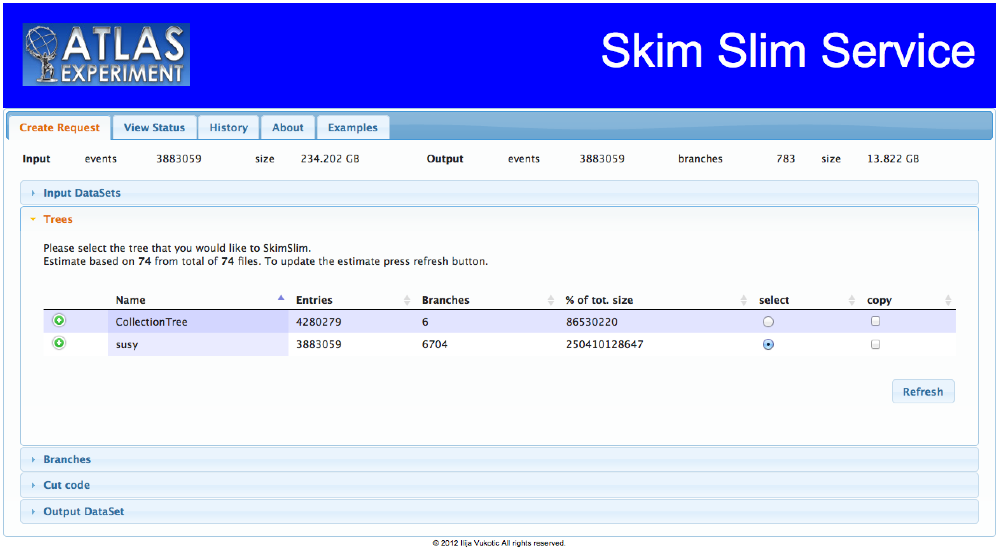 ATLAS
EXPERIMENT
Skim Slim Service
Create Request View Status History About Examples
Input events 3883059 size 234.202 GB Output events 3883059 branches 783 size 13.822 GB
Input DataSets
Trees
Please select the tree that you would like to SkimSlim.
Estimate based on 74 from total of 74 files. To update the estimate press refresh button.
Name Entries Branches % of tot. size select copy
CollectionTree 4280279 6 86530220
susy 3883059 6704 250410128647
Refresh
Branches
Cut code
Output DataSet
© 2012 Ilija Vukotic All rights reserved.